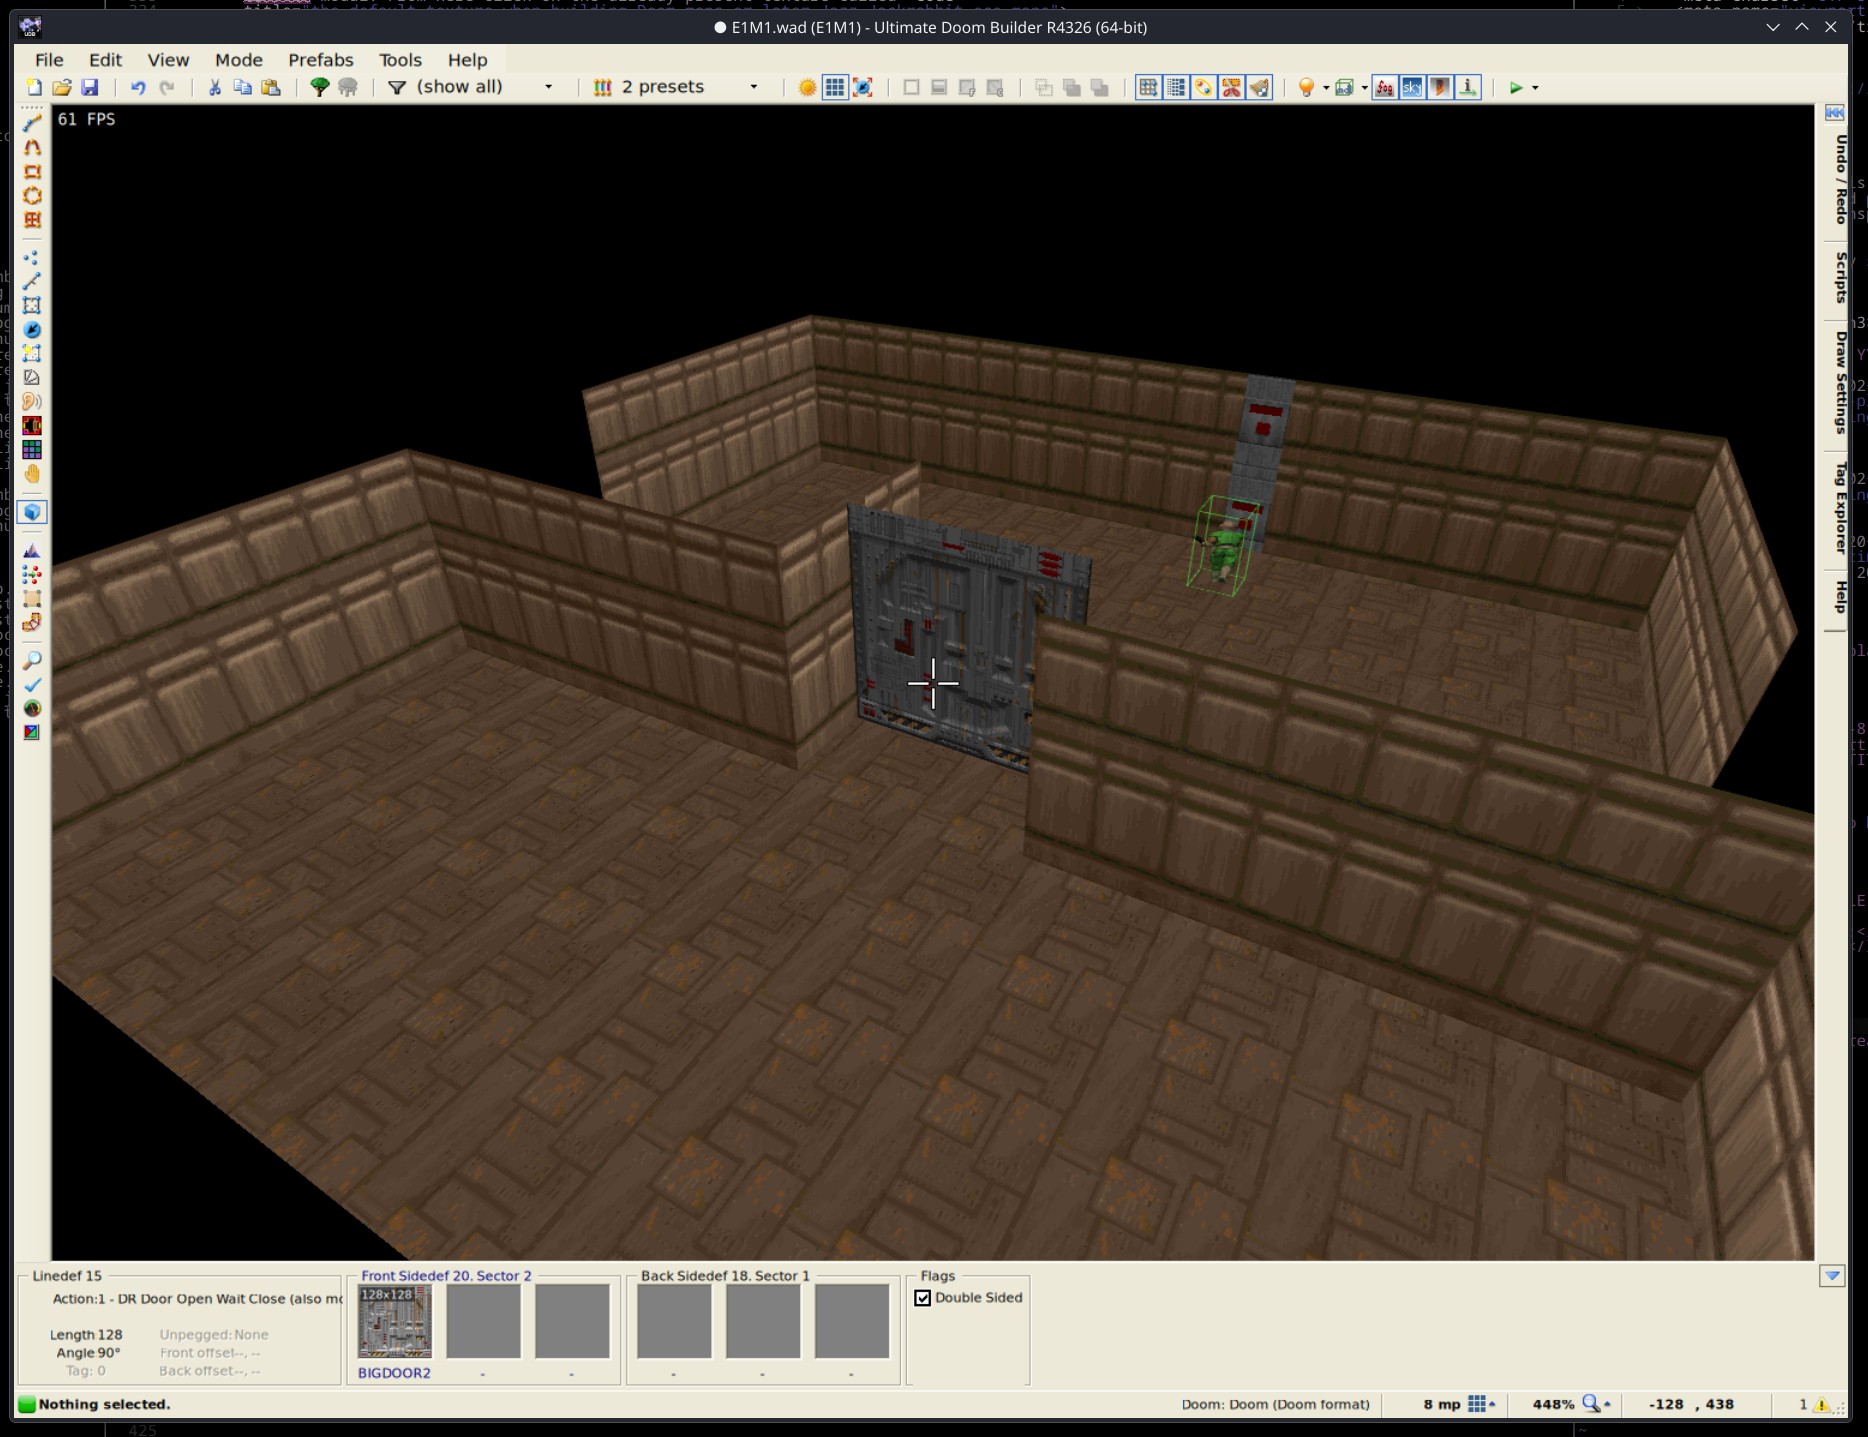 E1M1.wad (E1M1) - Ultimate Doom Builder R4326 (64-bit)
File Edit View Mode Prefabs Tools Help
(show all) 2 presets
61 FPS
Undo / Redo
Scripts
Draw Settings
Tag Explorer
Help
Linedef 15
Action:1 - DR Door Open Wait Close (also mo
Length 128 Unpegged: None
Angle 90° Front offset--, --
Tag: 0 Back offset--, --
Front Sidedef 20. Sector 2
128x128
BIGDOOR2 - -
Back Sidedef 18. Sector 1
- - -
Flags
Double Sided
Nothing selected.
Doom: Doom (Doom format) 8 mp 448% -128 , 438 1
425